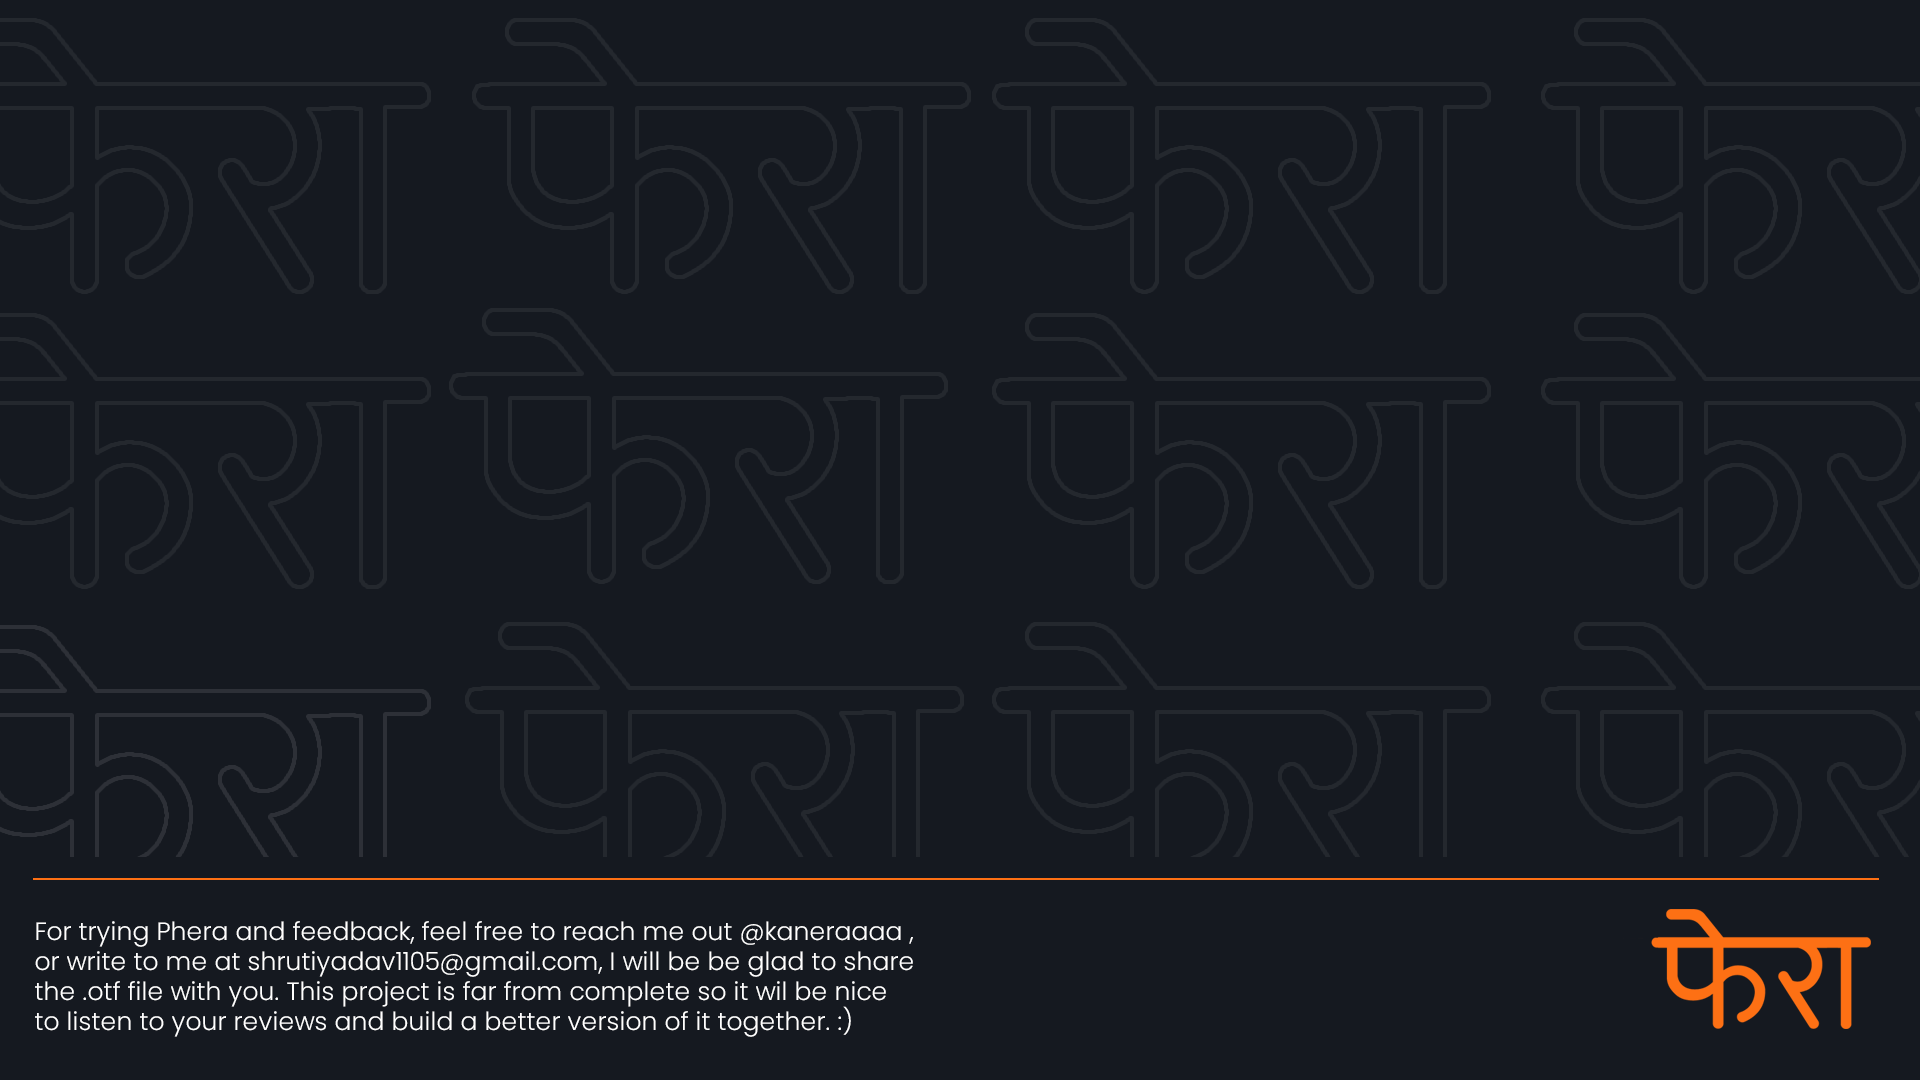 फेरा फेरा फेरा फेरा
फेरा फेरा फेरा फेरा
फेरा फेरा फेरा फेरा
For trying Phera and feedback, feel free to reach me out @kaneraaaa ,
or write to me at shrutiyadav1105@gmail.com, I will be be glad to share
the .otf file with you. This project is far from complete so it wil be nice
to listen to your reviews and build a better version of it together. :)
फेरा